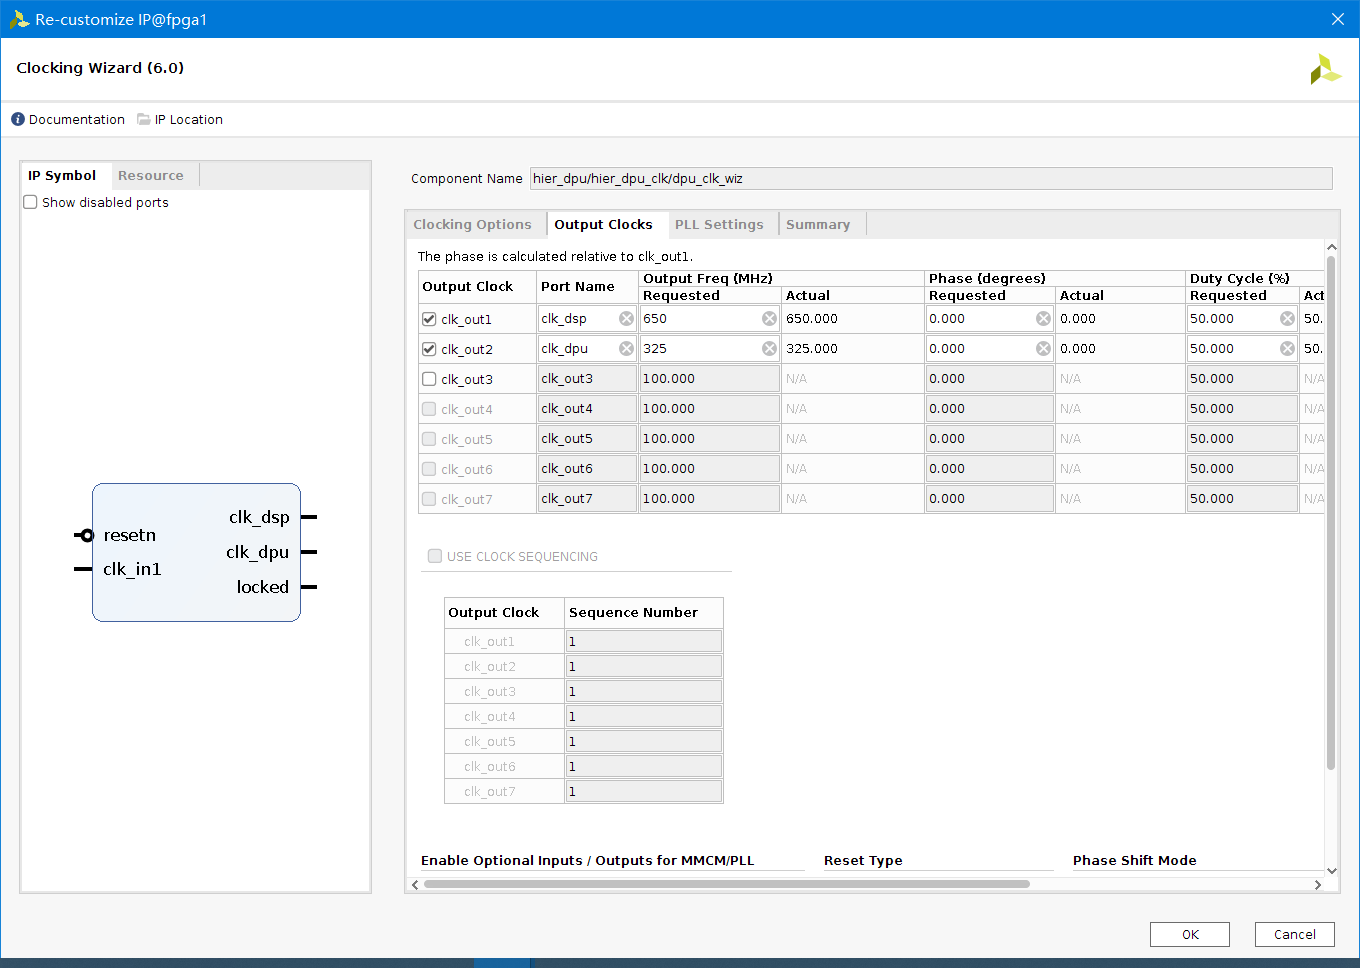 Re-customize IP@fpga1
Clocking Wizard (6.0)
Documentation IP Location
IP Symbol Resource
Show disabled ports
resetn
clk_in1
clk_dsp
clk_dpu
locked
Component Name hier_dpu/hier_dpu_clk/dpu_clk_wiz
Clocking Options Output Clocks PLL Settings Summary
The phase is calculated relative to clk_out1.
Output Clock Port Name Output Freq (MHz) Phase (degrees) Duty Cycle (%)
Requested Actual Requested Actual Requested Act
clk_out1 clk_dsp 650 650.000 0.000 0.000 50.000 50.
clk_out2 clk_dpu 325 325.000 0.000 0.000 50.000 50.
clk_out3 clk_out3 100.000 N/A 0.000 N/A 50.000 N/A
clk_out4 clk_out4 100.000 N/A 0.000 N/A 50.000 N/A
clk_out5 clk_out5 100.000 N/A 0.000 N/A 50.000 N/A
clk_out6 clk_out6 100.000 N/A 0.000 N/A 50.000 N/A
clk_out7 clk_out7 100.000 N/A 0.000 N/A 50.000 N/A
USE CLOCK SEQUENCING
Output Clock Sequence Number
clk_out1 1
clk_out2 1
clk_out3 1
clk_out4 1
clk_out5 1
clk_out6 1
clk_out7 1
Enable Optional Inputs / Outputs for MMCM/PLL Reset Type Phase Shift Mode
OK Cancel